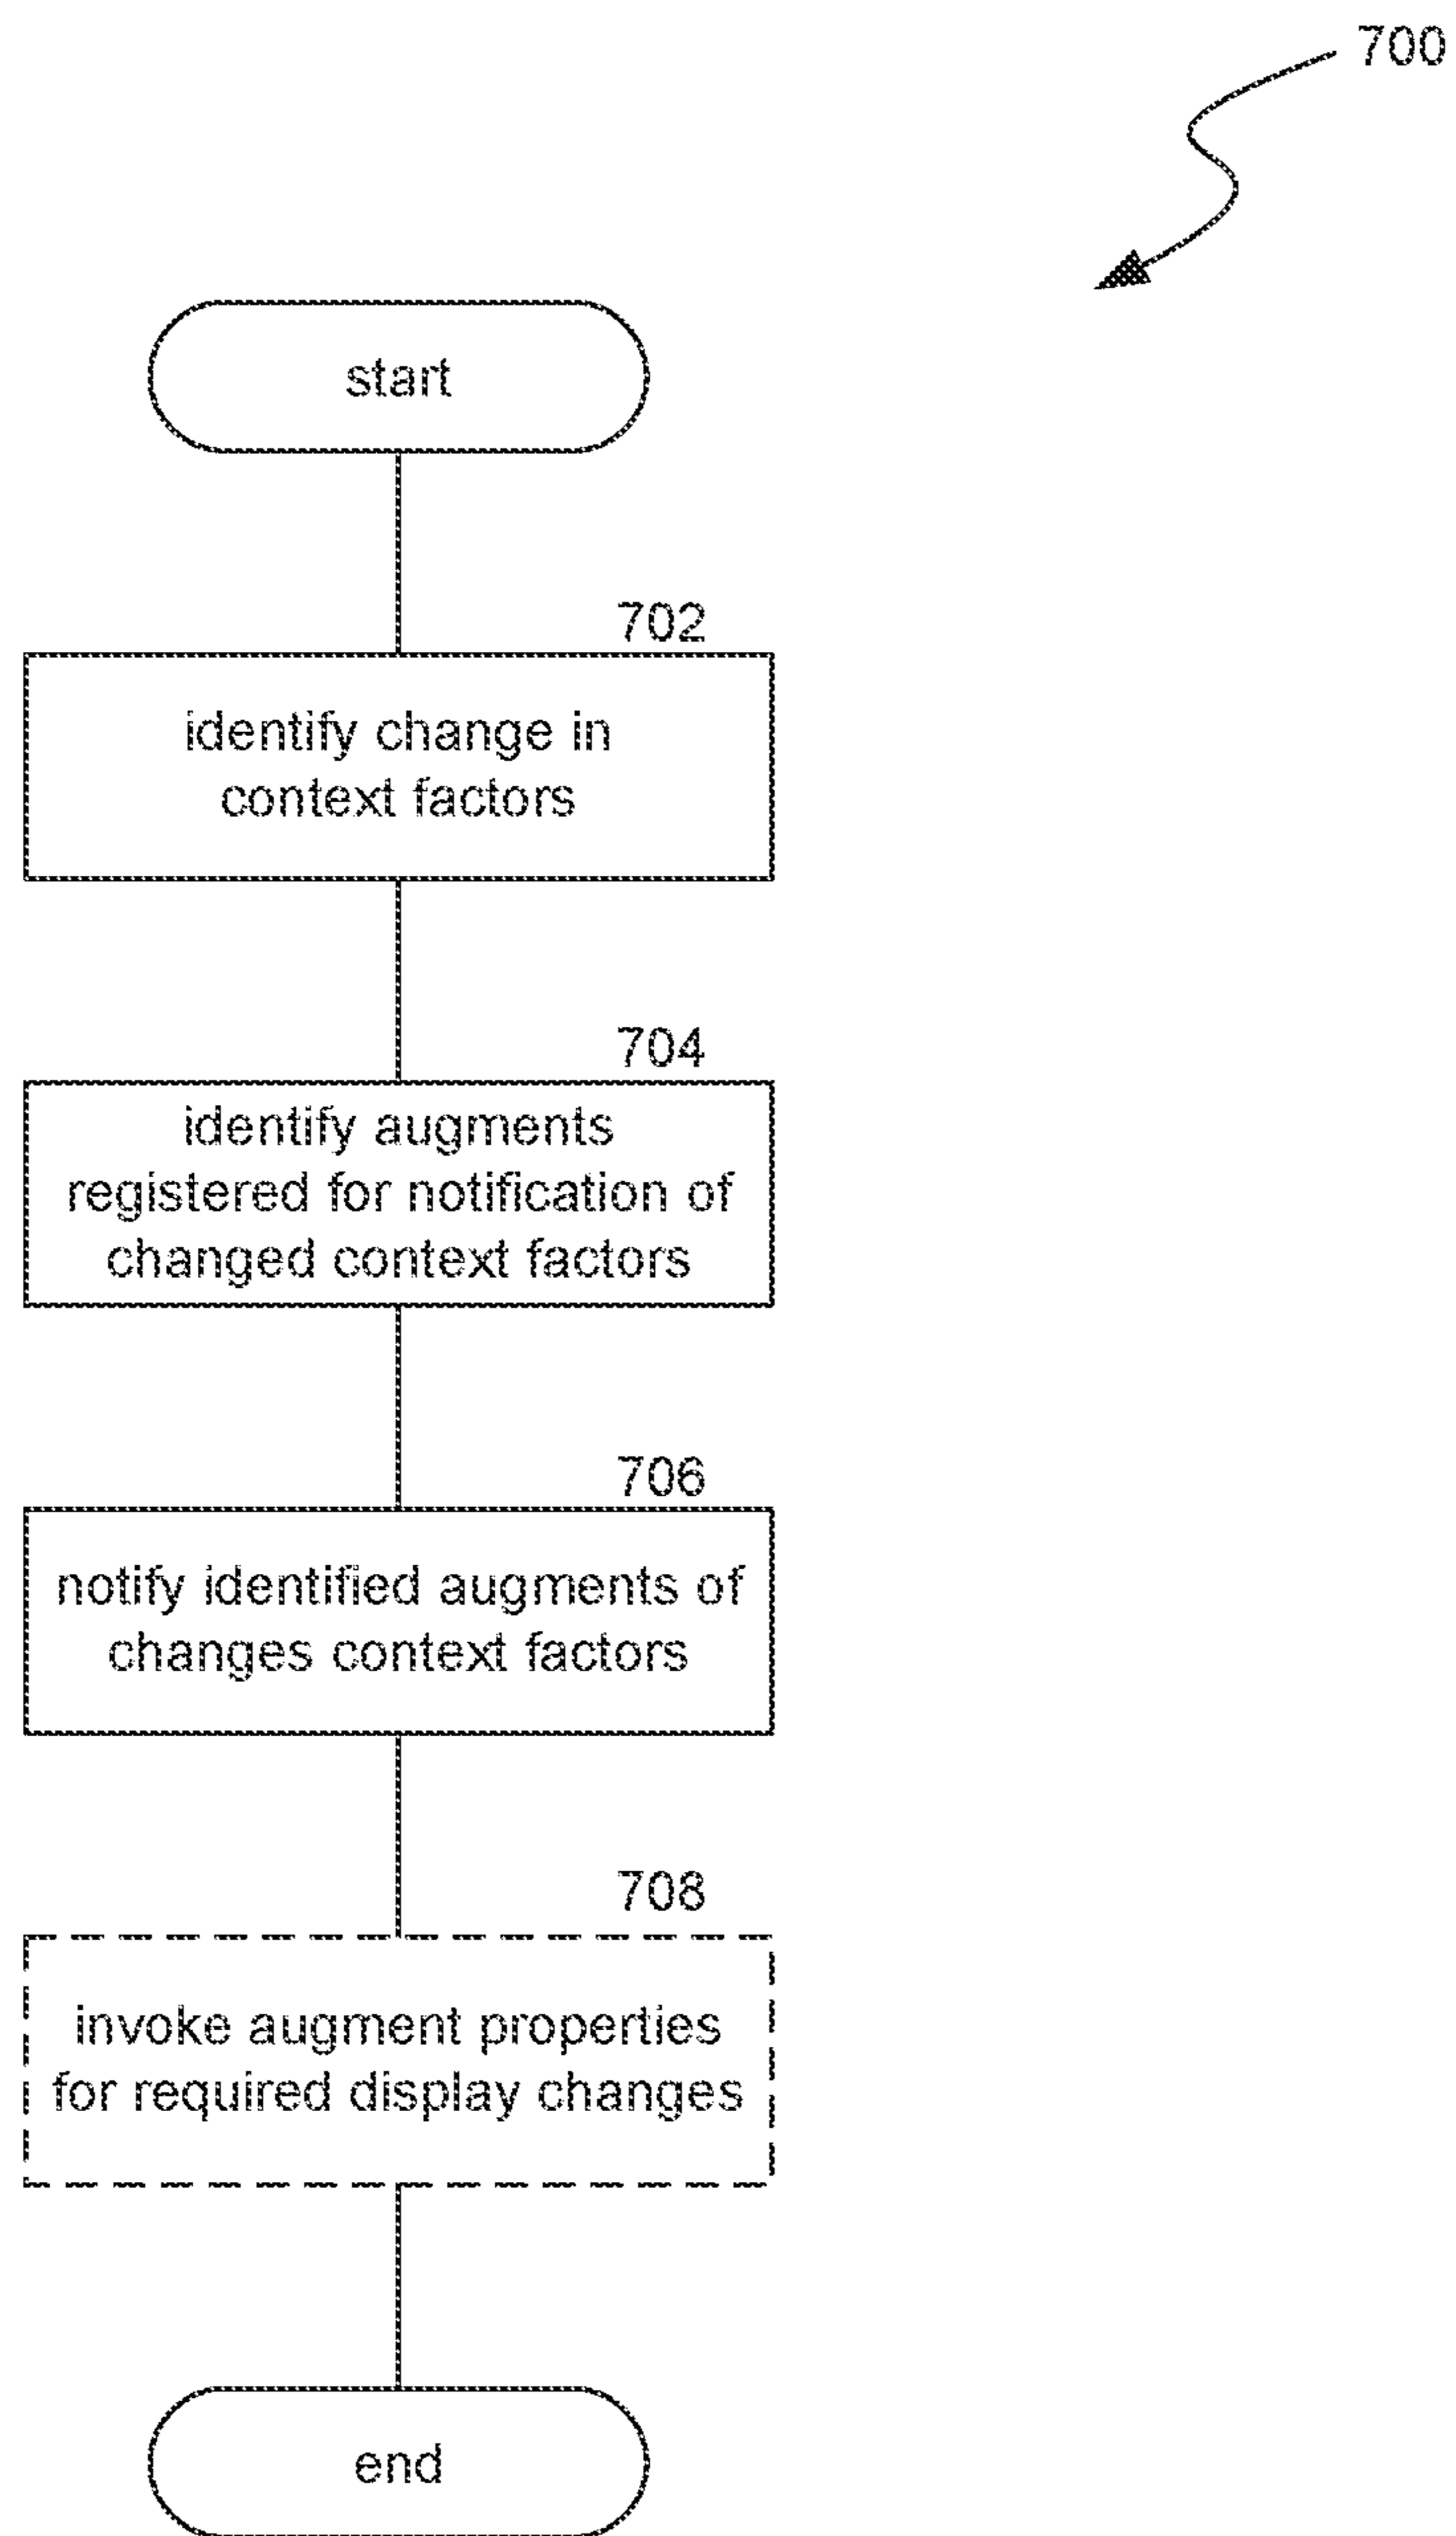 700
start
702
identify change in
context factors
704
identify augments
registered for notification of
changed context factors
706
notify identified augments of
changes context factors
708
invoke augment properties
for required display changes
end